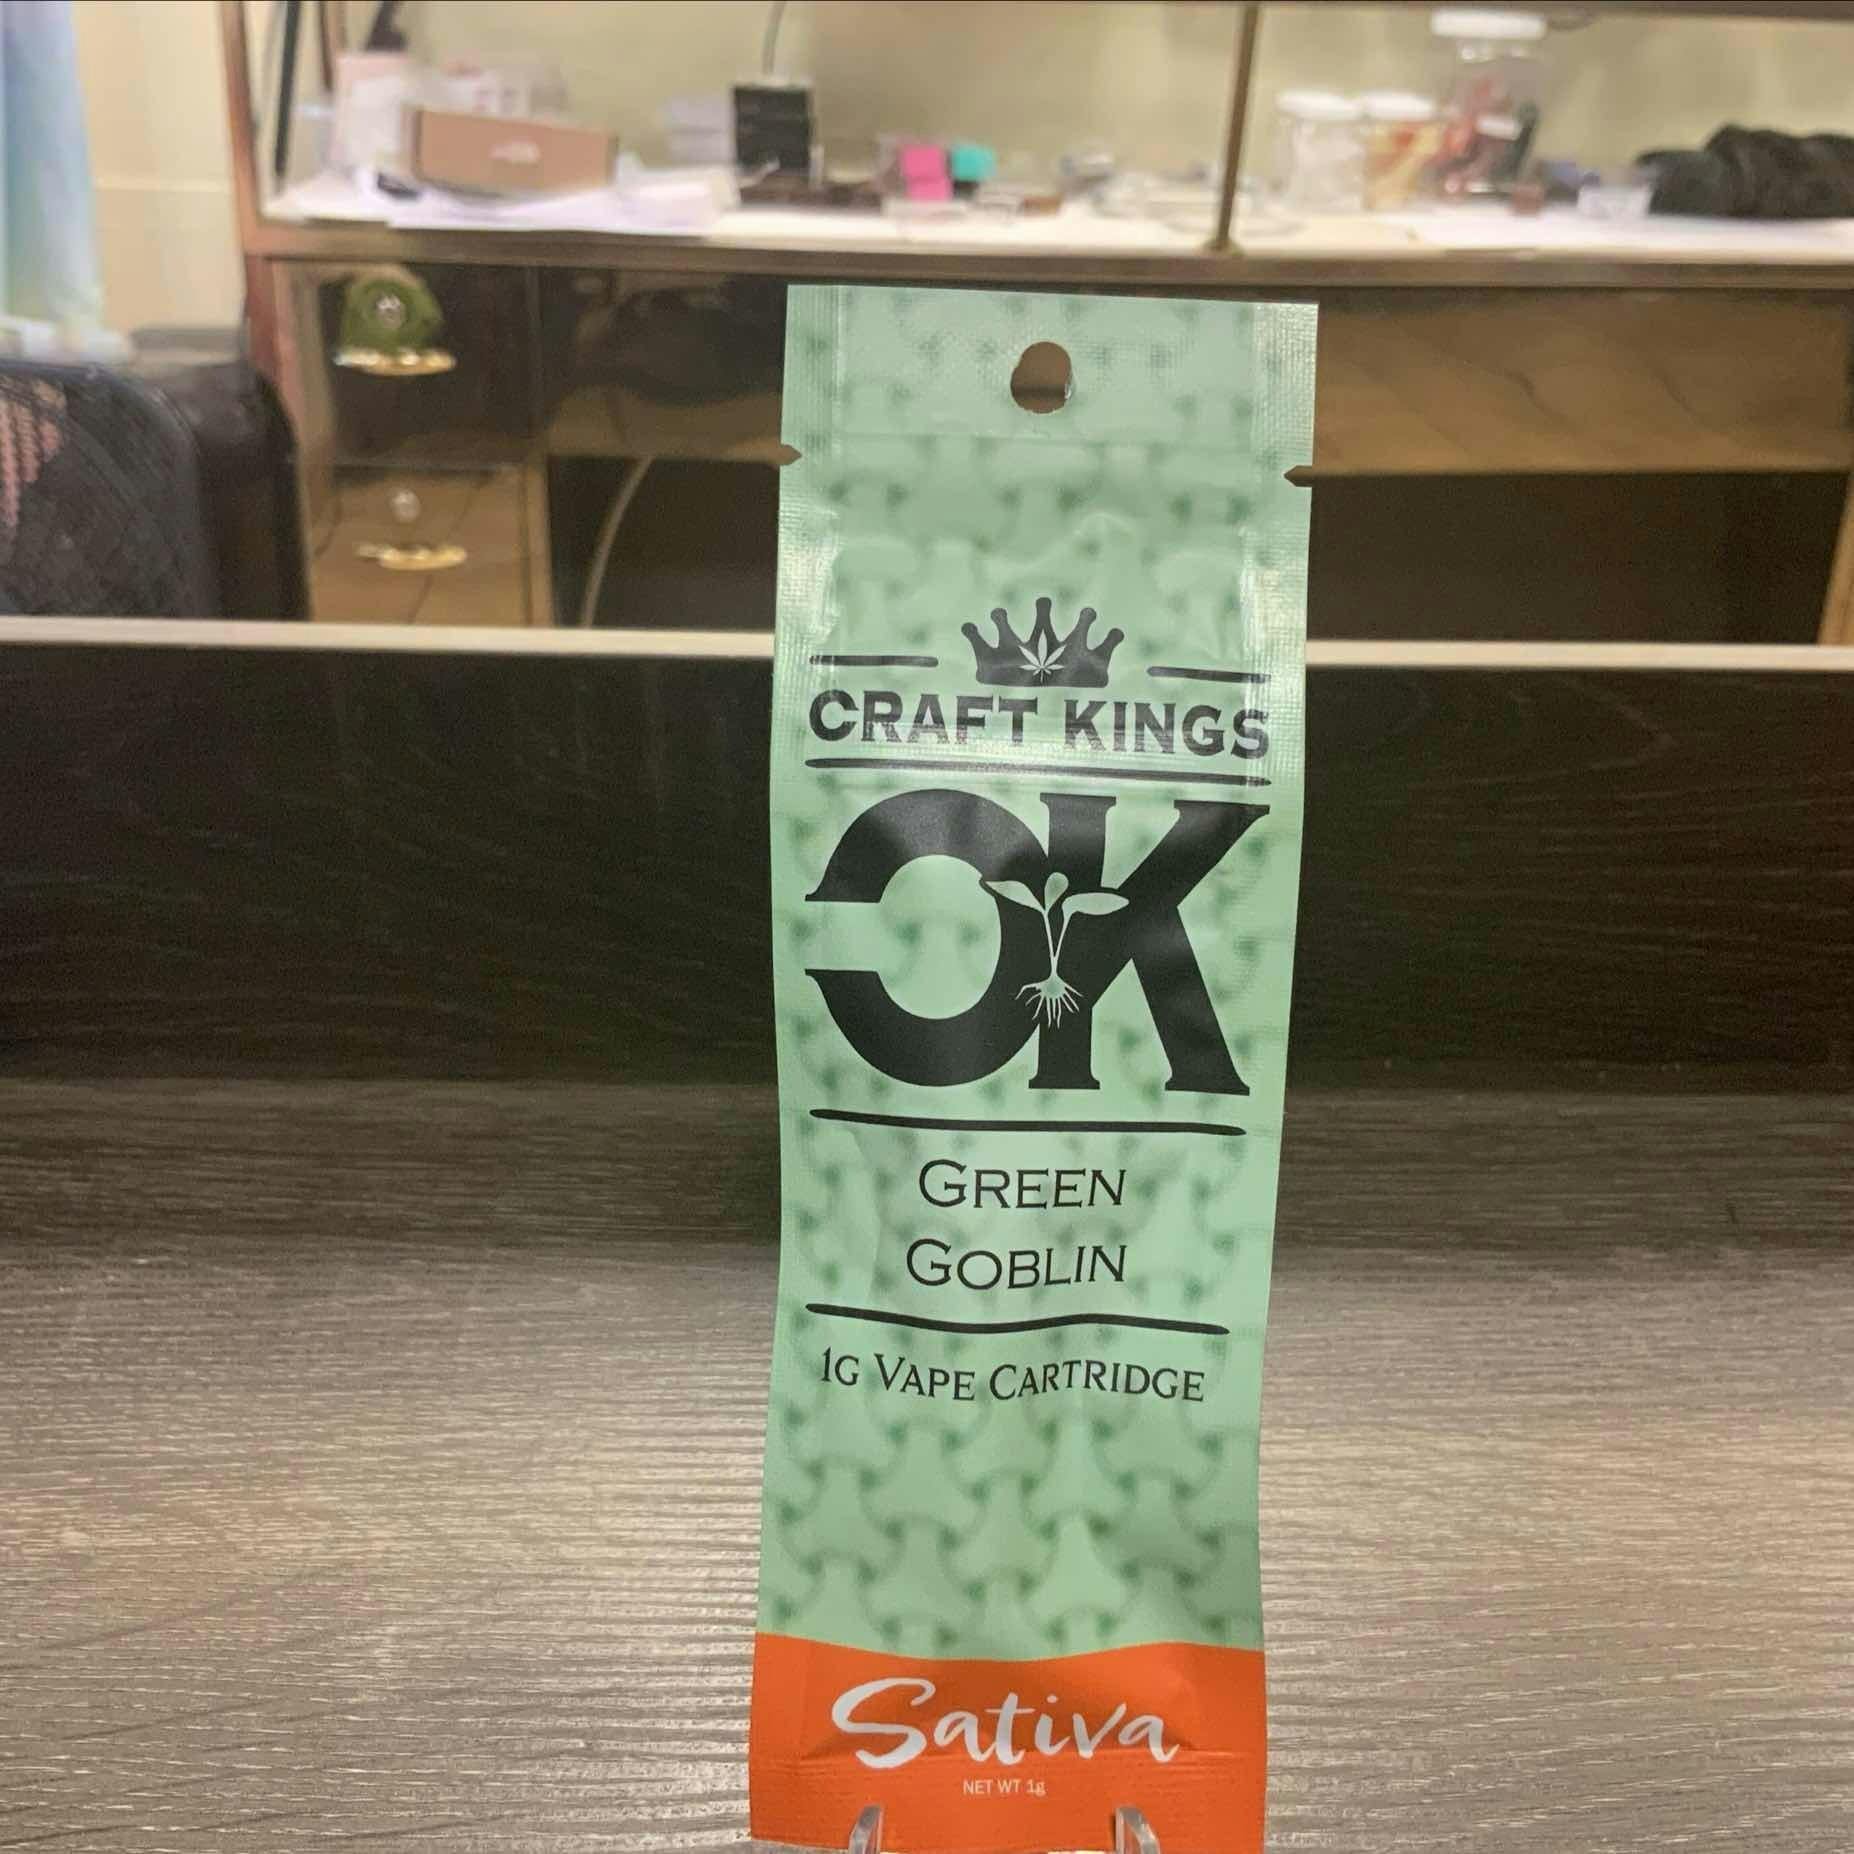 CRAFT KINGS
CK
GREEN
GOBLIN
1G VAPE CARTRIDGE
Sativa
NET WT 1g